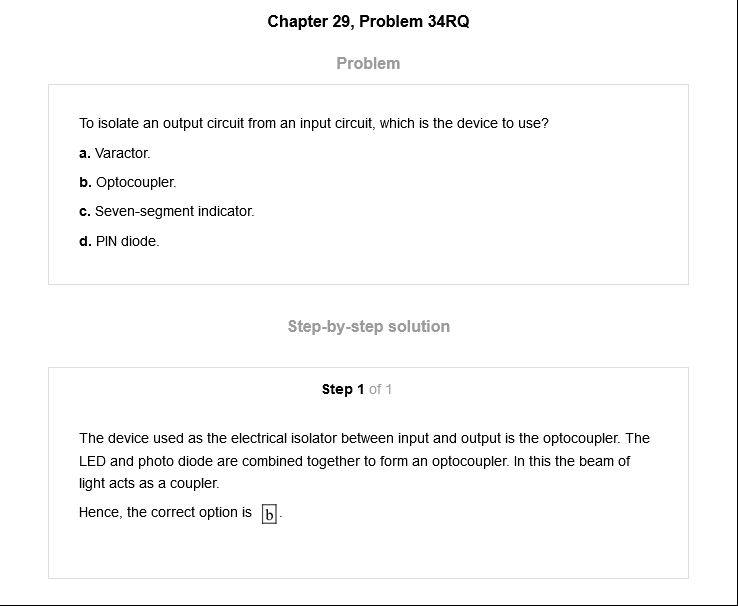 Chapter 29, Problem 34RQ
Problem
To isolate an output circuit from an input circuit, which is the device to use?
a. Varactor.
b. Optocoupler.
c. Seven-segment indicator.
d. PIN diode.
Step-by-step solution
Step 1 of 1
The device used as the electrical isolator between input and output is the optocoupler. The
LED and photo diode are combined together to form an optocoupler. In this the beam of
light acts as a coupler.
Hence, the correct option is b.